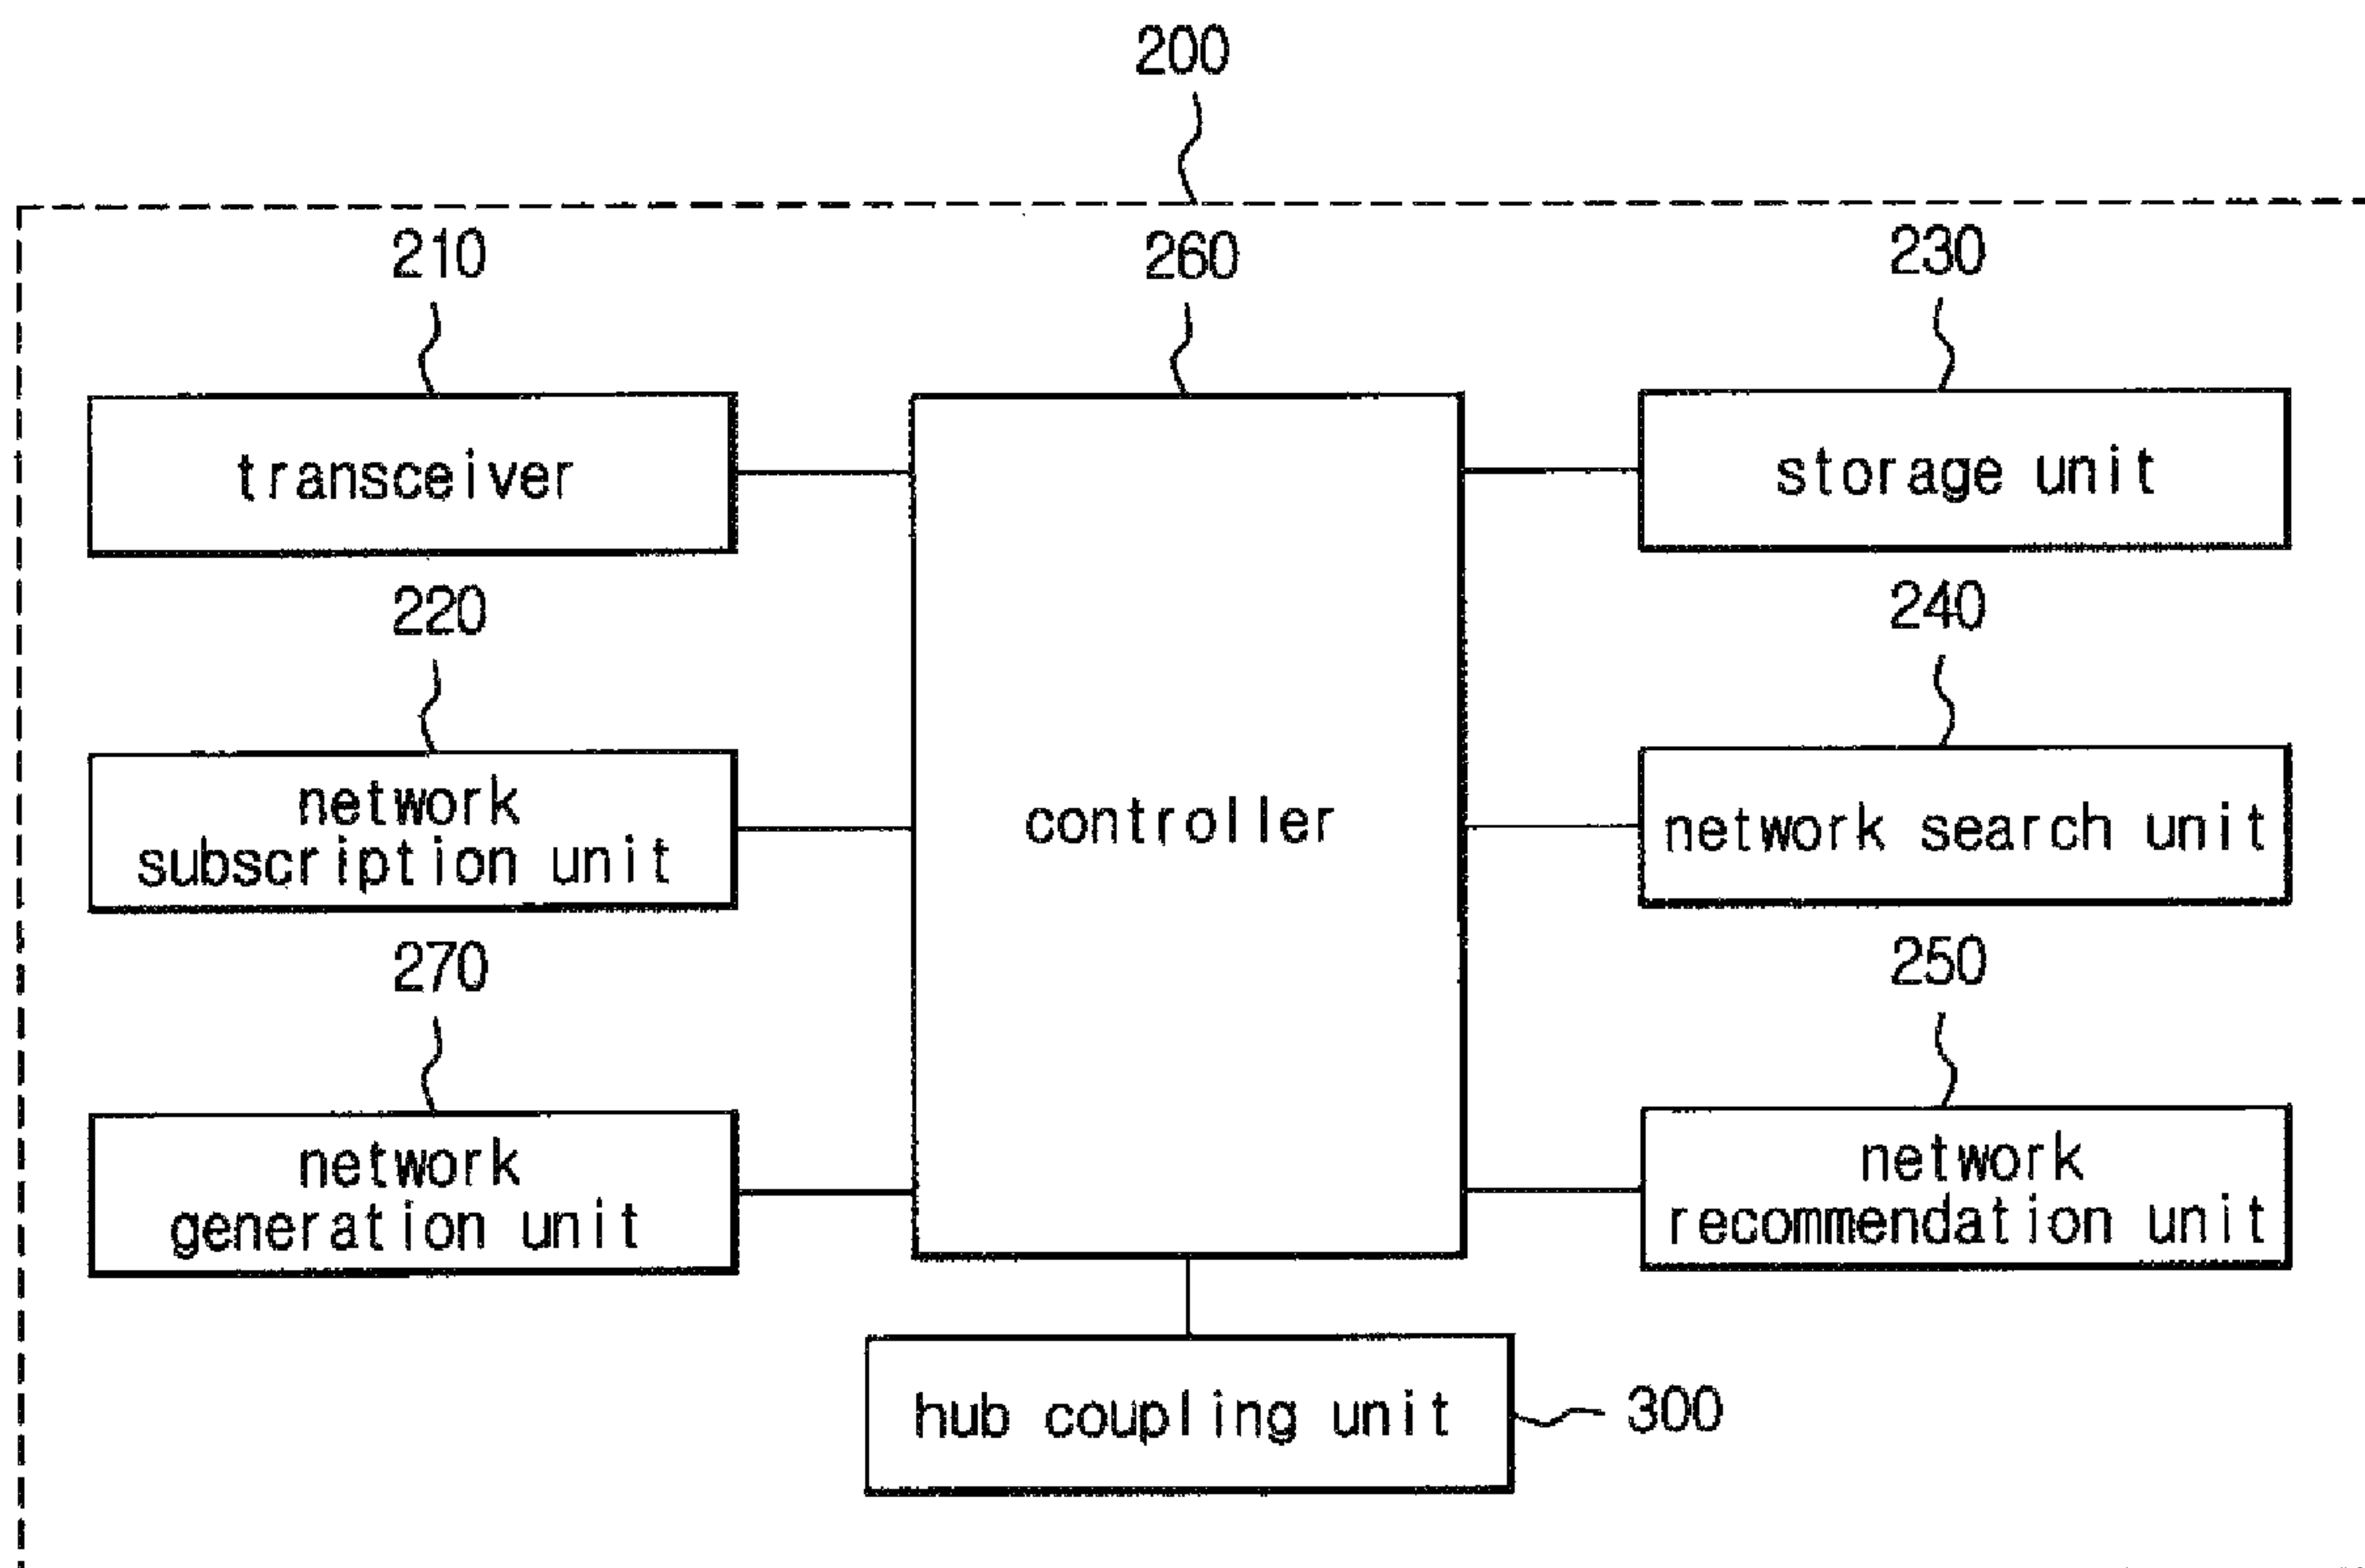 200
210
260
230
transceiver
storage unit
220
240
network
subscription unit
controller
network search unit
270
250
network
generation unit
network
recommendation unit
hub coupling unit
300